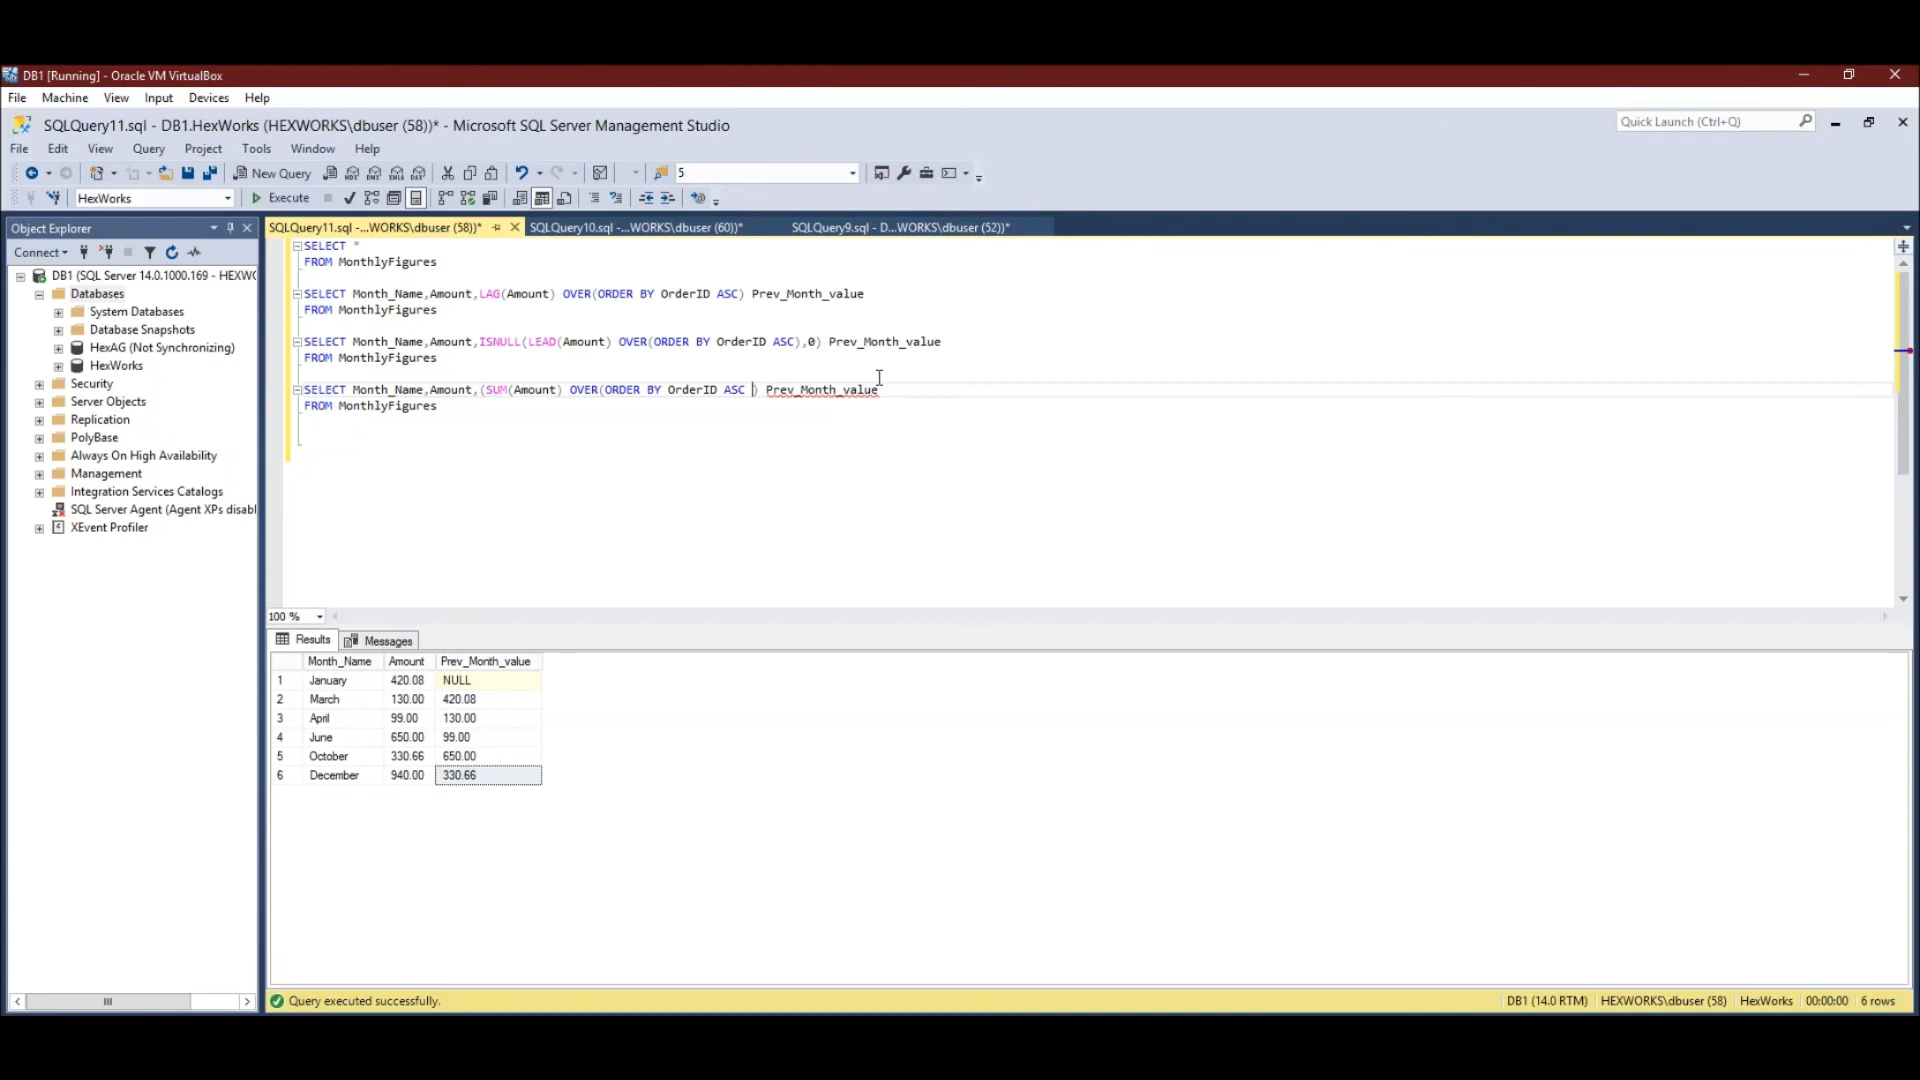 DB1 [Running] - Oracle VM VirtualBox
File Machine View Input Devices Help
SQLQuery11.sql - DB1.HexWorks (HEXWORKS\dbuser (58))* - Microsoft SQL Server Management Studio
Quick Launch (Ctrl+Q)
File Edit View Query Project Tools Window Help
New Query
5
HexWorks
Execute
Object Explorer
SQLQuery11.sql -...WORKS\dbuser (58))*
SQLQuery10.sql -...WORKS\dbuser (60))*
SQLQuery9.sql - D...WORKS\dbuser (52))*
Connect
DB1 (SQL Server 14.0.1000.169 - HEXWO
Databases
System Databases
Database Snapshots
HexAG (Not Synchronizing)
HexWorks
Security
Server Objects
Replication
PolyBase
Always On High Availability
Management
Integration Services Catalogs
SQL Server Agent (Agent XPs disabl
XEvent Profiler
SELECT *
FROM MonthlyFigures
SELECT Month_Name,Amount,LAG(Amount) OVER(ORDER BY OrderID ASC) Prev_Month_value
FROM MonthlyFigures
SELECT Month_Name,Amount,ISNULL(LEAD(Amount) OVER(ORDER BY OrderID ASC),0) Prev_Month_value
FROM MonthlyFigures
SELECT Month_Name,Amount,(SUM(Amount) OVER(ORDER BY OrderID ASC ) Prev_Month_value
FROM MonthlyFigures
100 %
Results Messages
Month_Name Amount Prev_Month_value
1 January 420.08 NULL
2 March 130.00 420.08
3 April 99.00 130.00
4 June 650.00 99.00
5 October 330.66 650.00
6 December 940.00 330.66
Query executed successfully.
DB1 (14.0 RTM) HEXWORKS\dbuser (58) HexWorks 00:00:00 6 rows